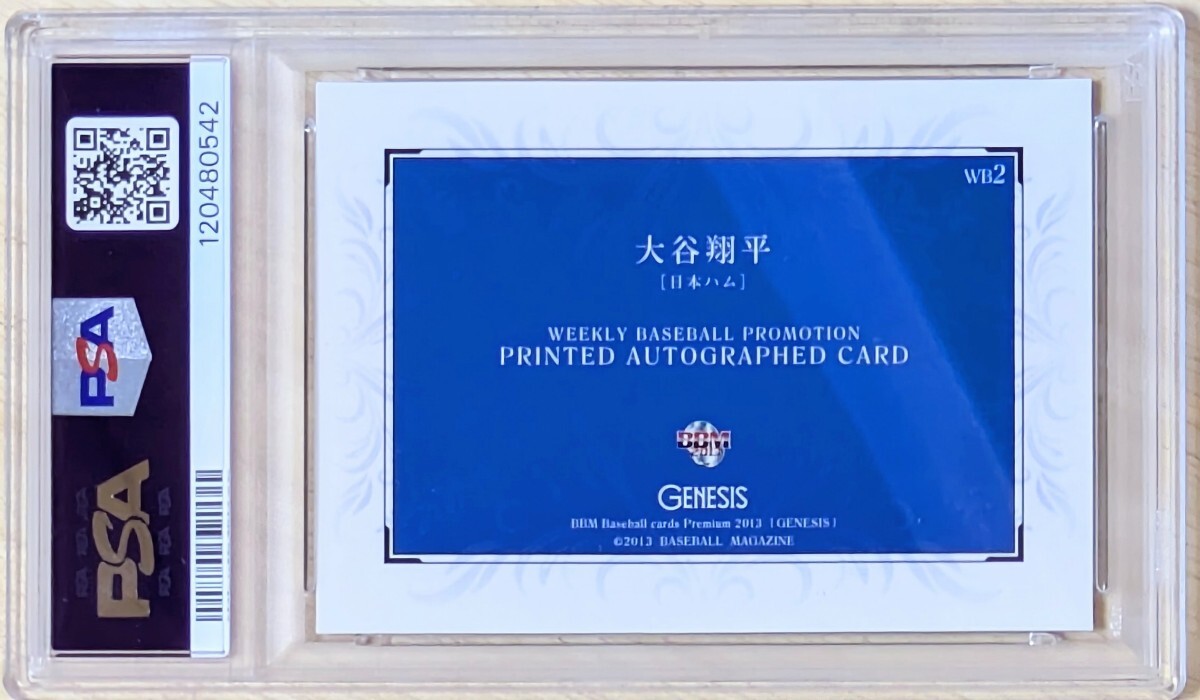 120480542
PSA
PSA
WB2
大谷翔平
[日本ハム]
WEEKLY BASEBALL PROMOTION
PRINTED AUTOGRAPHED CARD
BBM
2013
GENESIS
BBM Baseball cards Premium 2013 [GENESIS]
©2013 BASEBALL MAGAZINE